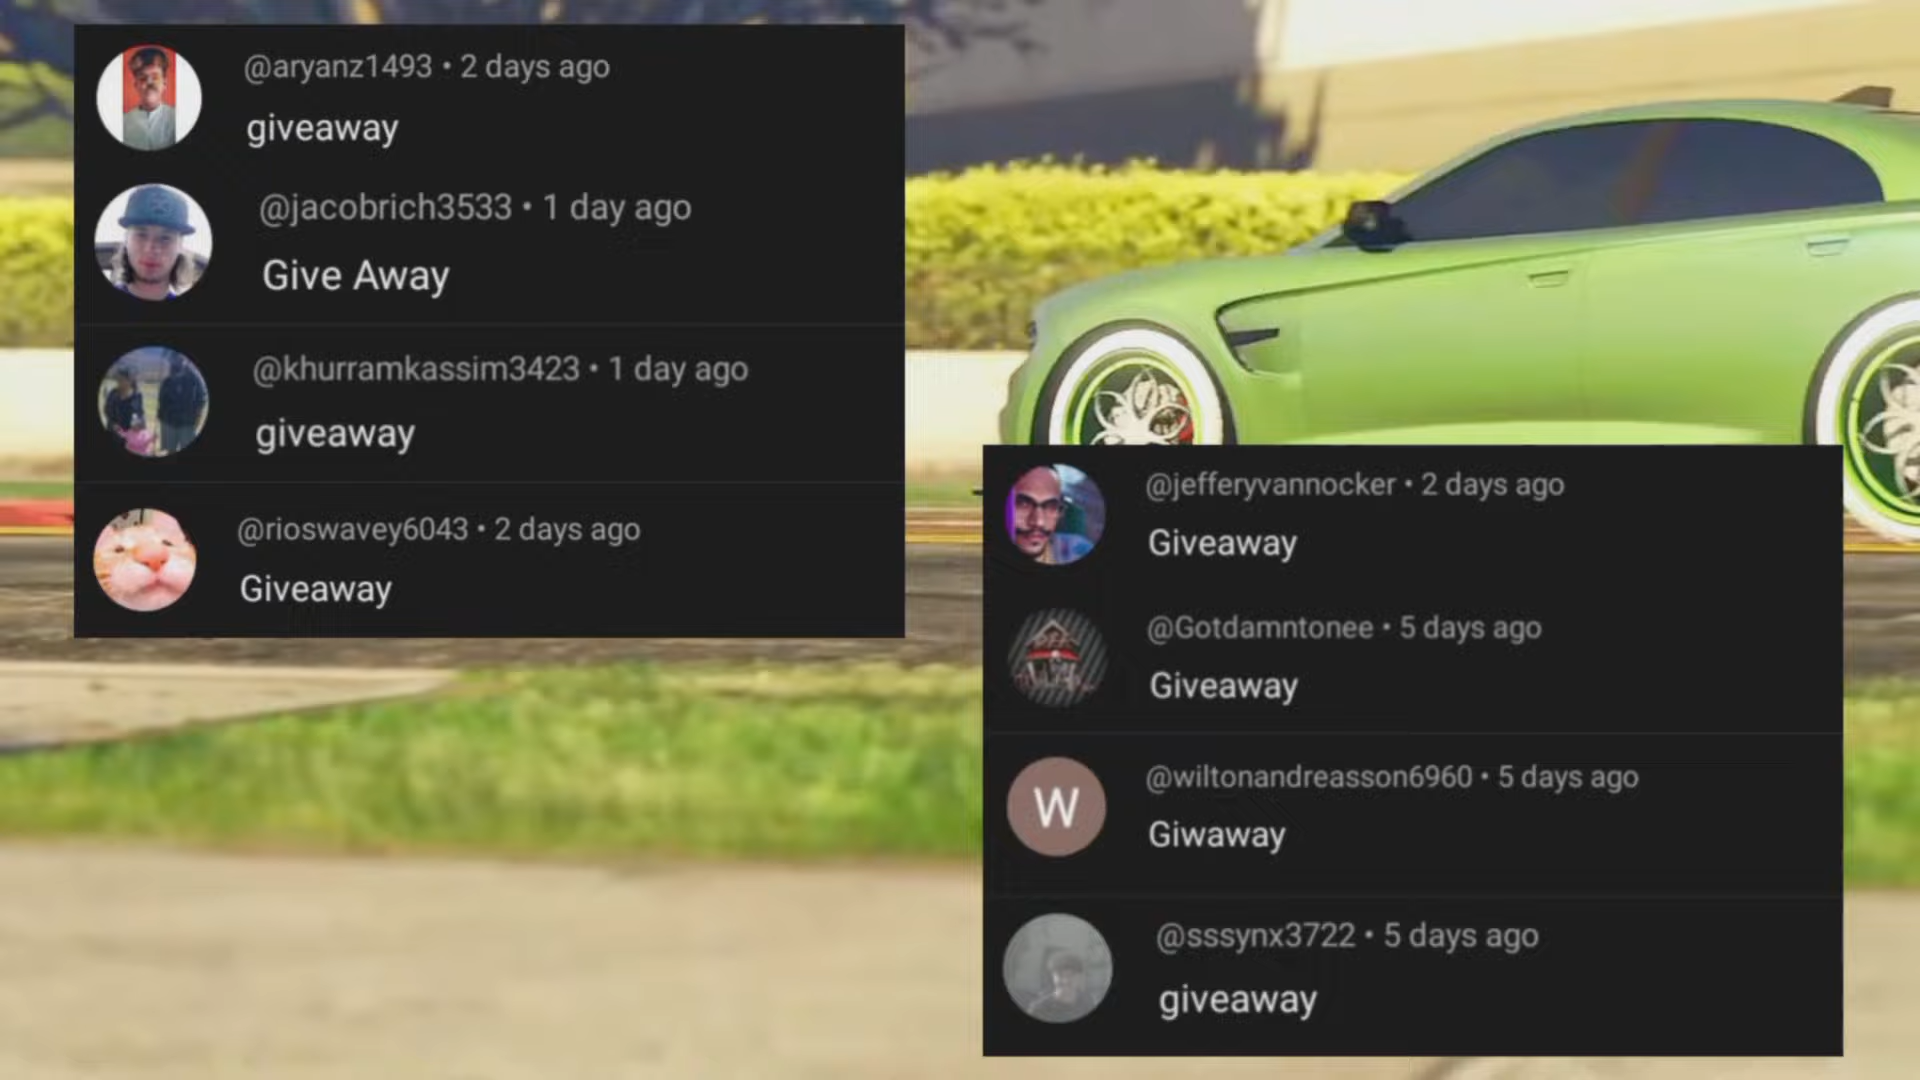 @aryanz1493 • 2 days ago
giveaway
@jacobrich3533 • 1 day ago
Give Away
@khurramkassim3423 • 1 day ago
giveaway
@rioswavey6043 • 2 days ago
Giveaway
@jefferyvannocker • 2 days ago
Giveaway
@Gotdamntonee • 5 days ago
Giveaway
W
@wiltonandreasson6960 • 5 days ago
Giwaway
@sssynx3722 • 5 days ago
giveaway